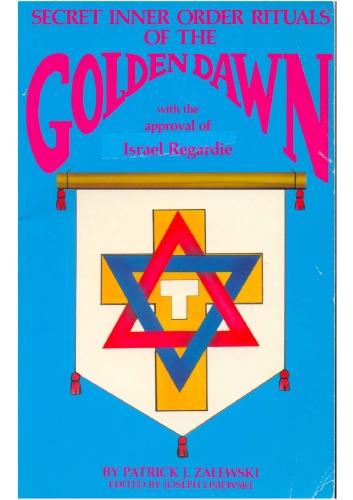 SECRET INNER ORDER RITUALS
OF THE
GOLDEN DAWN
with the
approval of
Israel Regardie
T
BY PATRICK J. ZALEWSKI
EDITED BY JOSEPH LISIEWSKI